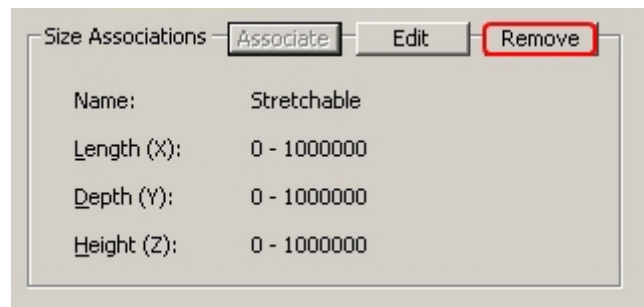 Size Associations Associate Edit Remove
Name: Stretchable
Length (X): 0 - 1000000
Depth (Y): 0 - 1000000
Height (Z): 0 - 1000000